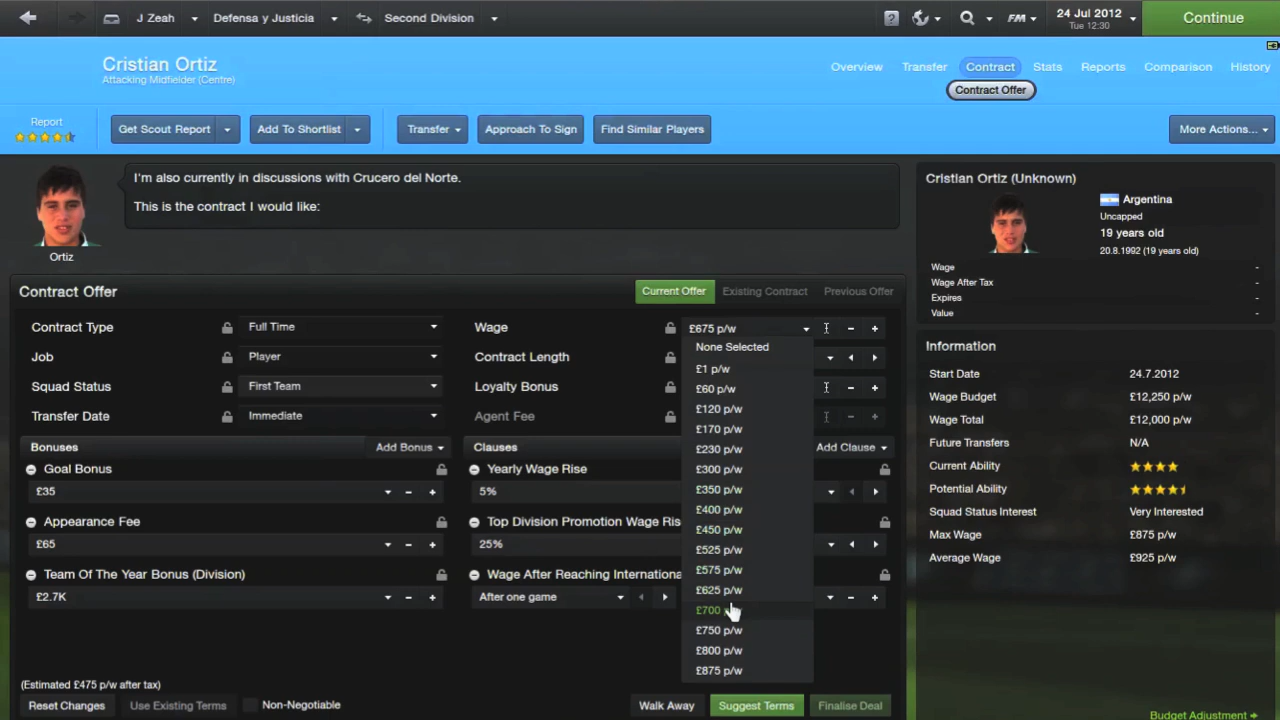 J Zeah
Defensa y Justicia
Second Division
?
FM
24 Jul 2012
Tue 12:30
Continue
Cristian Ortiz
Attacking Midfielder (Centre)
Overview
Transfer
Contract
Stats
Reports
Comparison
History
Contract Offer
Report
Get Scout Report
Add To Shortlist
Transfer
Approach To Sign
Find Similar Players
More Actions...
I'm also currently in discussions with Crucero del Norte.
This is the contract I would like:
Ortiz
Cristian Ortiz (Unknown)
Argentina
Uncapped
19 years old
20.8.1992 (19 years old)
Wage -
Wage After Tax -
Expires -
Value -
Contract Offer
Current Offer
Existing Contract
Previous Offer
Contract Type Full Time
Job Player
Squad Status First Team
Transfer Date Immediate
Wage £675 p/w
Contract Length
Loyalty Bonus
Agent Fee
None Selected
£1 p/w
£60 p/w
£120 p/w
£170 p/w
£230 p/w
£300 p/w
£350 p/w
£400 p/w
£450 p/w
£525 p/w
£575 p/w
£625 p/w
£700
£750 p/w
£800 p/w
£875 p/w
Bonuses
Add Bonus
Goal Bonus
£35
Appearance Fee
£65
Team Of The Year Bonus (Division)
£2.7K
Clauses
Add Clause
Yearly Wage Rise
5%
Top Division Promotion Wage Ris
25%
Wage After Reaching Internationa
After one game
(Estimated £475 p/w after tax)
Reset Changes
Use Existing Terms
Non-Negotiable
Walk Away
Suggest Terms
Finalise Deal
Information
Start Date 24.7.2012
Wage Budget £12,250 p/w
Wage Total £12,000 p/w
Future Transfers N/A
Current Ability
Potential Ability
Squad Status Interest Very Interested
Max Wage £875 p/w
Average Wage £925 p/w
Budget Adjustment